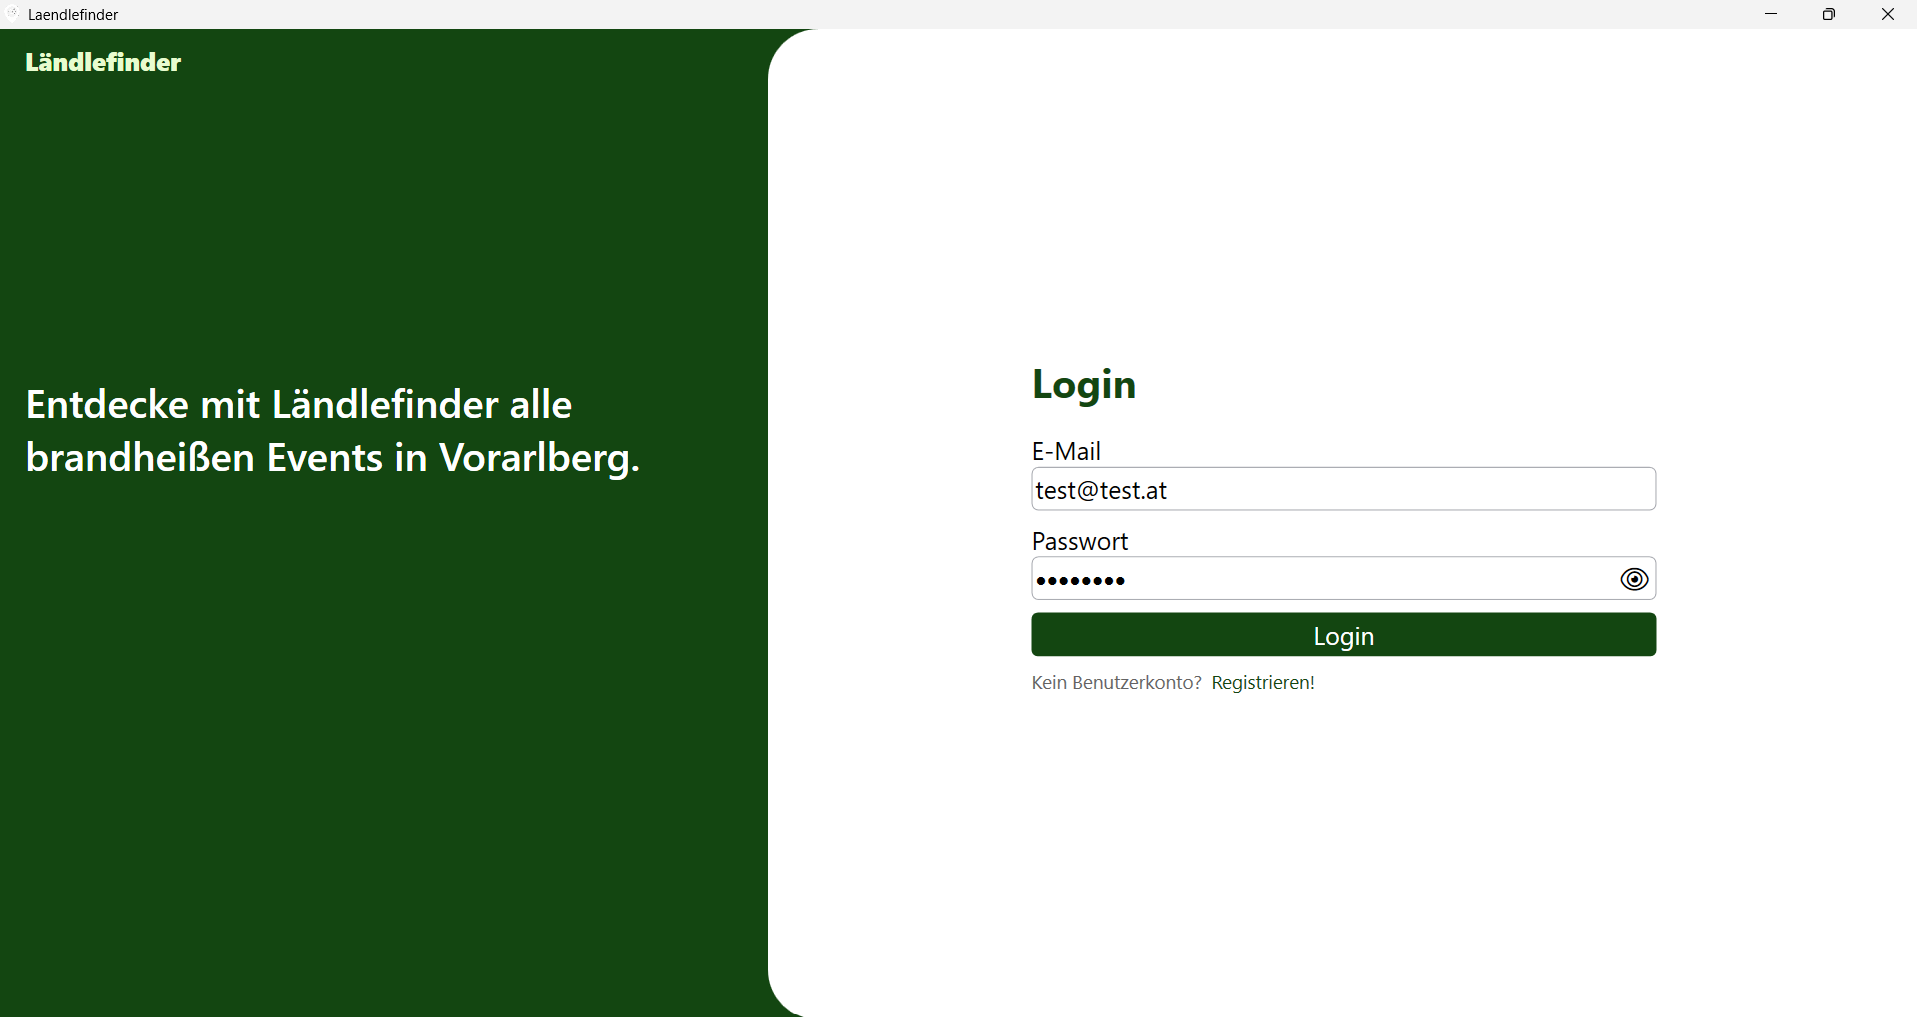 Laendlefinder
Ländlefinder
Entdecke mit Ländlefinder alle
brandheißen Events in Vorarlberg.
Login
E-Mail
test@test.at
Passwort
••••••••
Login
Kein Benutzerkonto? Registrieren!